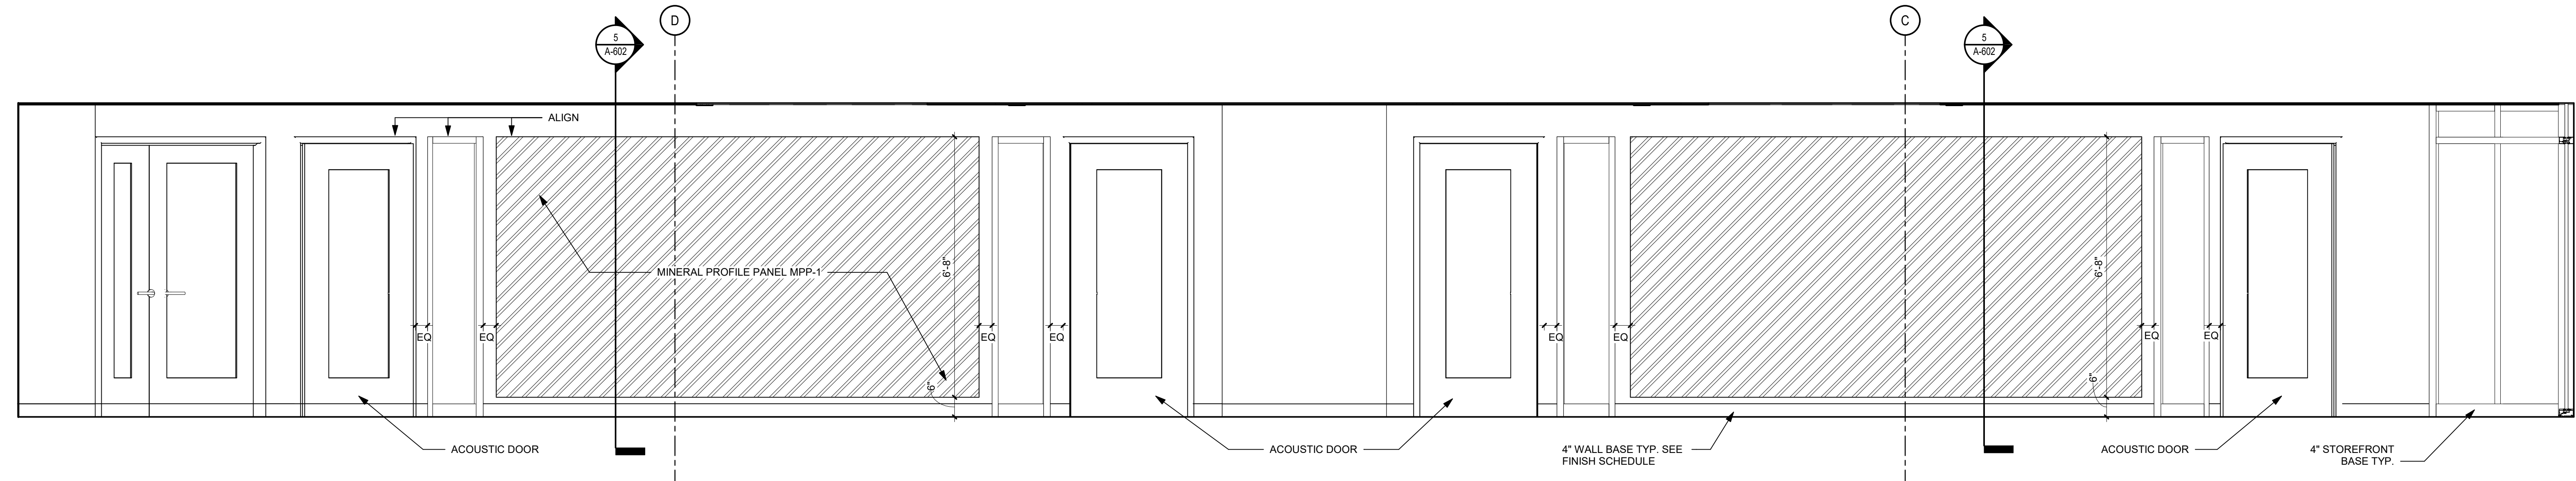 D
C
5
A-602
5
A-602
ALIGN
MINERAL PROFILE PANEL MPP-1
6'-8"
6'-8"
EQ
EQ
EQ
EQ
EQ
EQ
EQ
EQ
6"
6"
ACOUSTIC DOOR
ACOUSTIC DOOR
4" WALL BASE TYP. SEE
FINISH SCHEDULE
ACOUSTIC DOOR
4" STOREFRONT
BASE TYP.